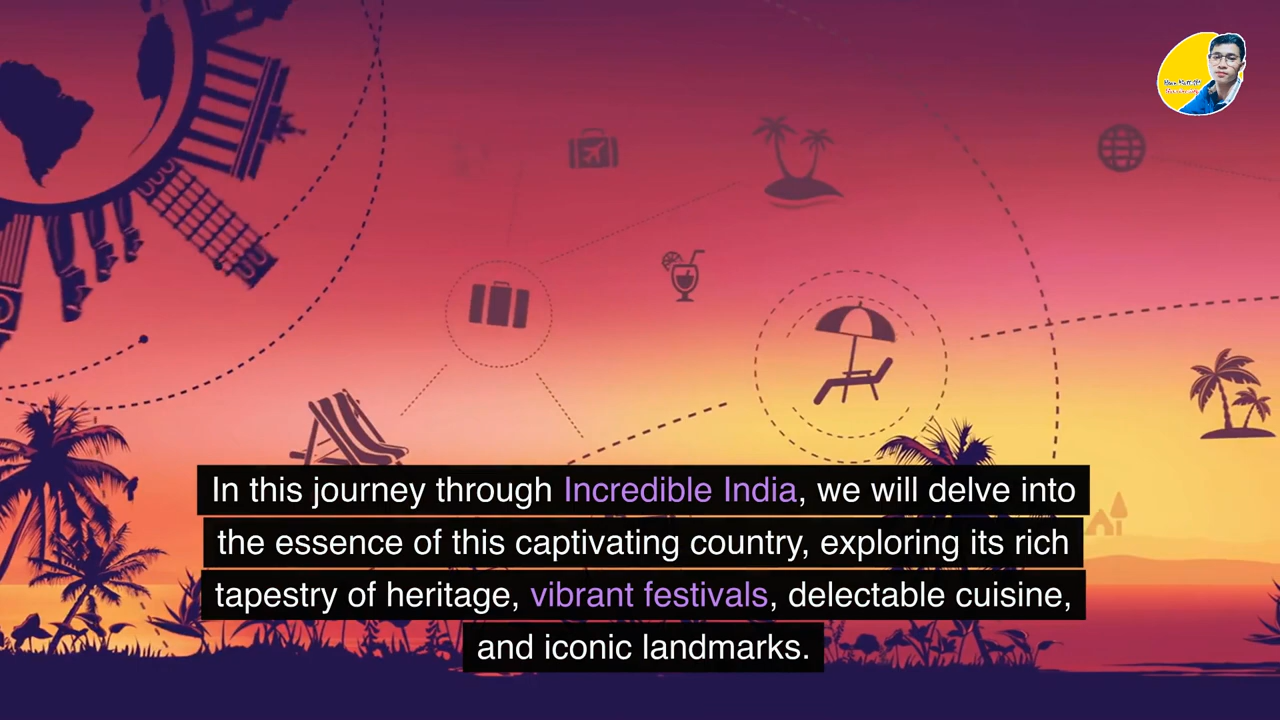 In this journey through Incredible India, we will delve into
the essence of this captivating country, exploring its rich
tapestry of heritage, vibrant festivals, delectable cuisine,
and iconic landmarks.